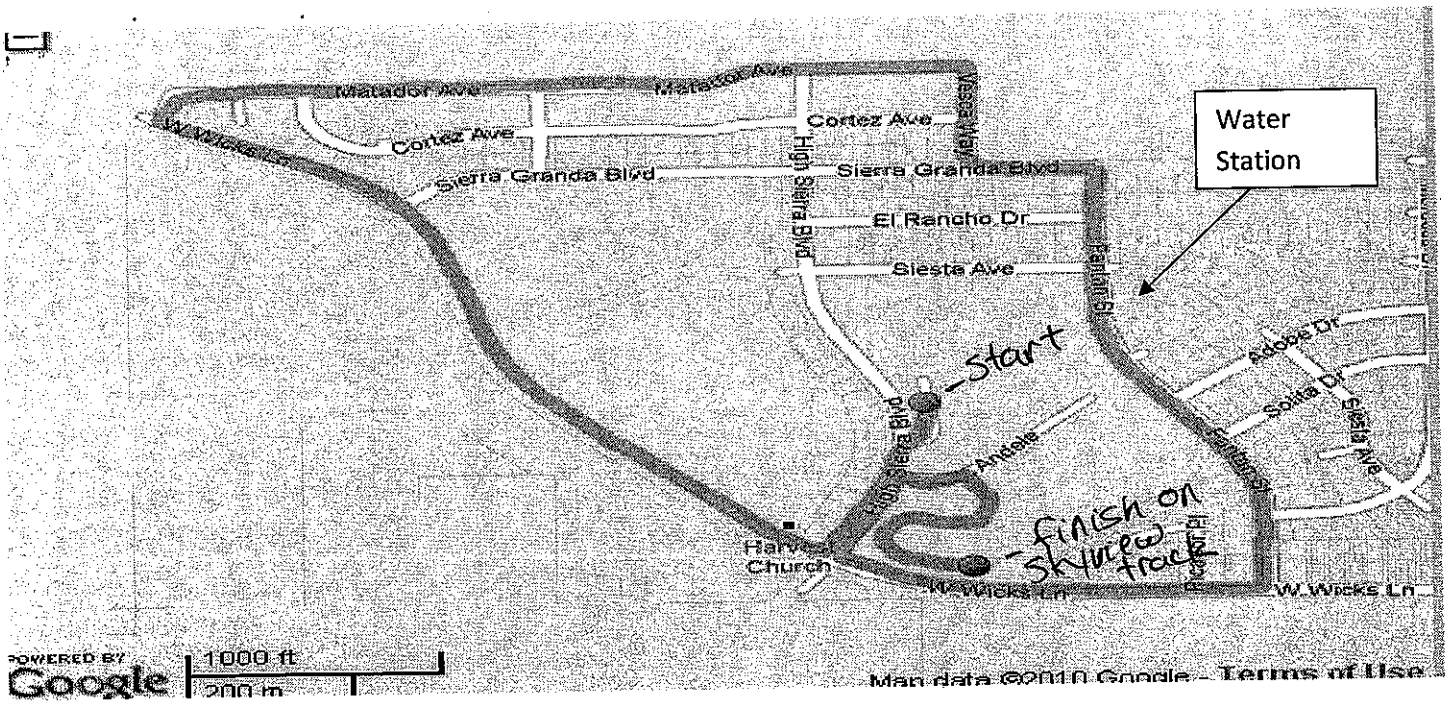 Matador Ave
Matador Ave
W Wicks Ln
Cortez Ave
Cortez Ave
Vesca Way
Water
Station
Sierra Granda Blvd
High Sierra Blvd
Sierra Granda Blvd
El Rancho Dr
Siesta Ave
- Start
Adobe Dr
Solita Dr
Siesta Ave
High Sierra Blvd
Andele
Harvest
Church
- finish on
skyview
track
W Wicks Ln
W Wicks Ln
POWERED BY
Google
1000 ft
200 m
Map data ©2010 Google - Terms of Use